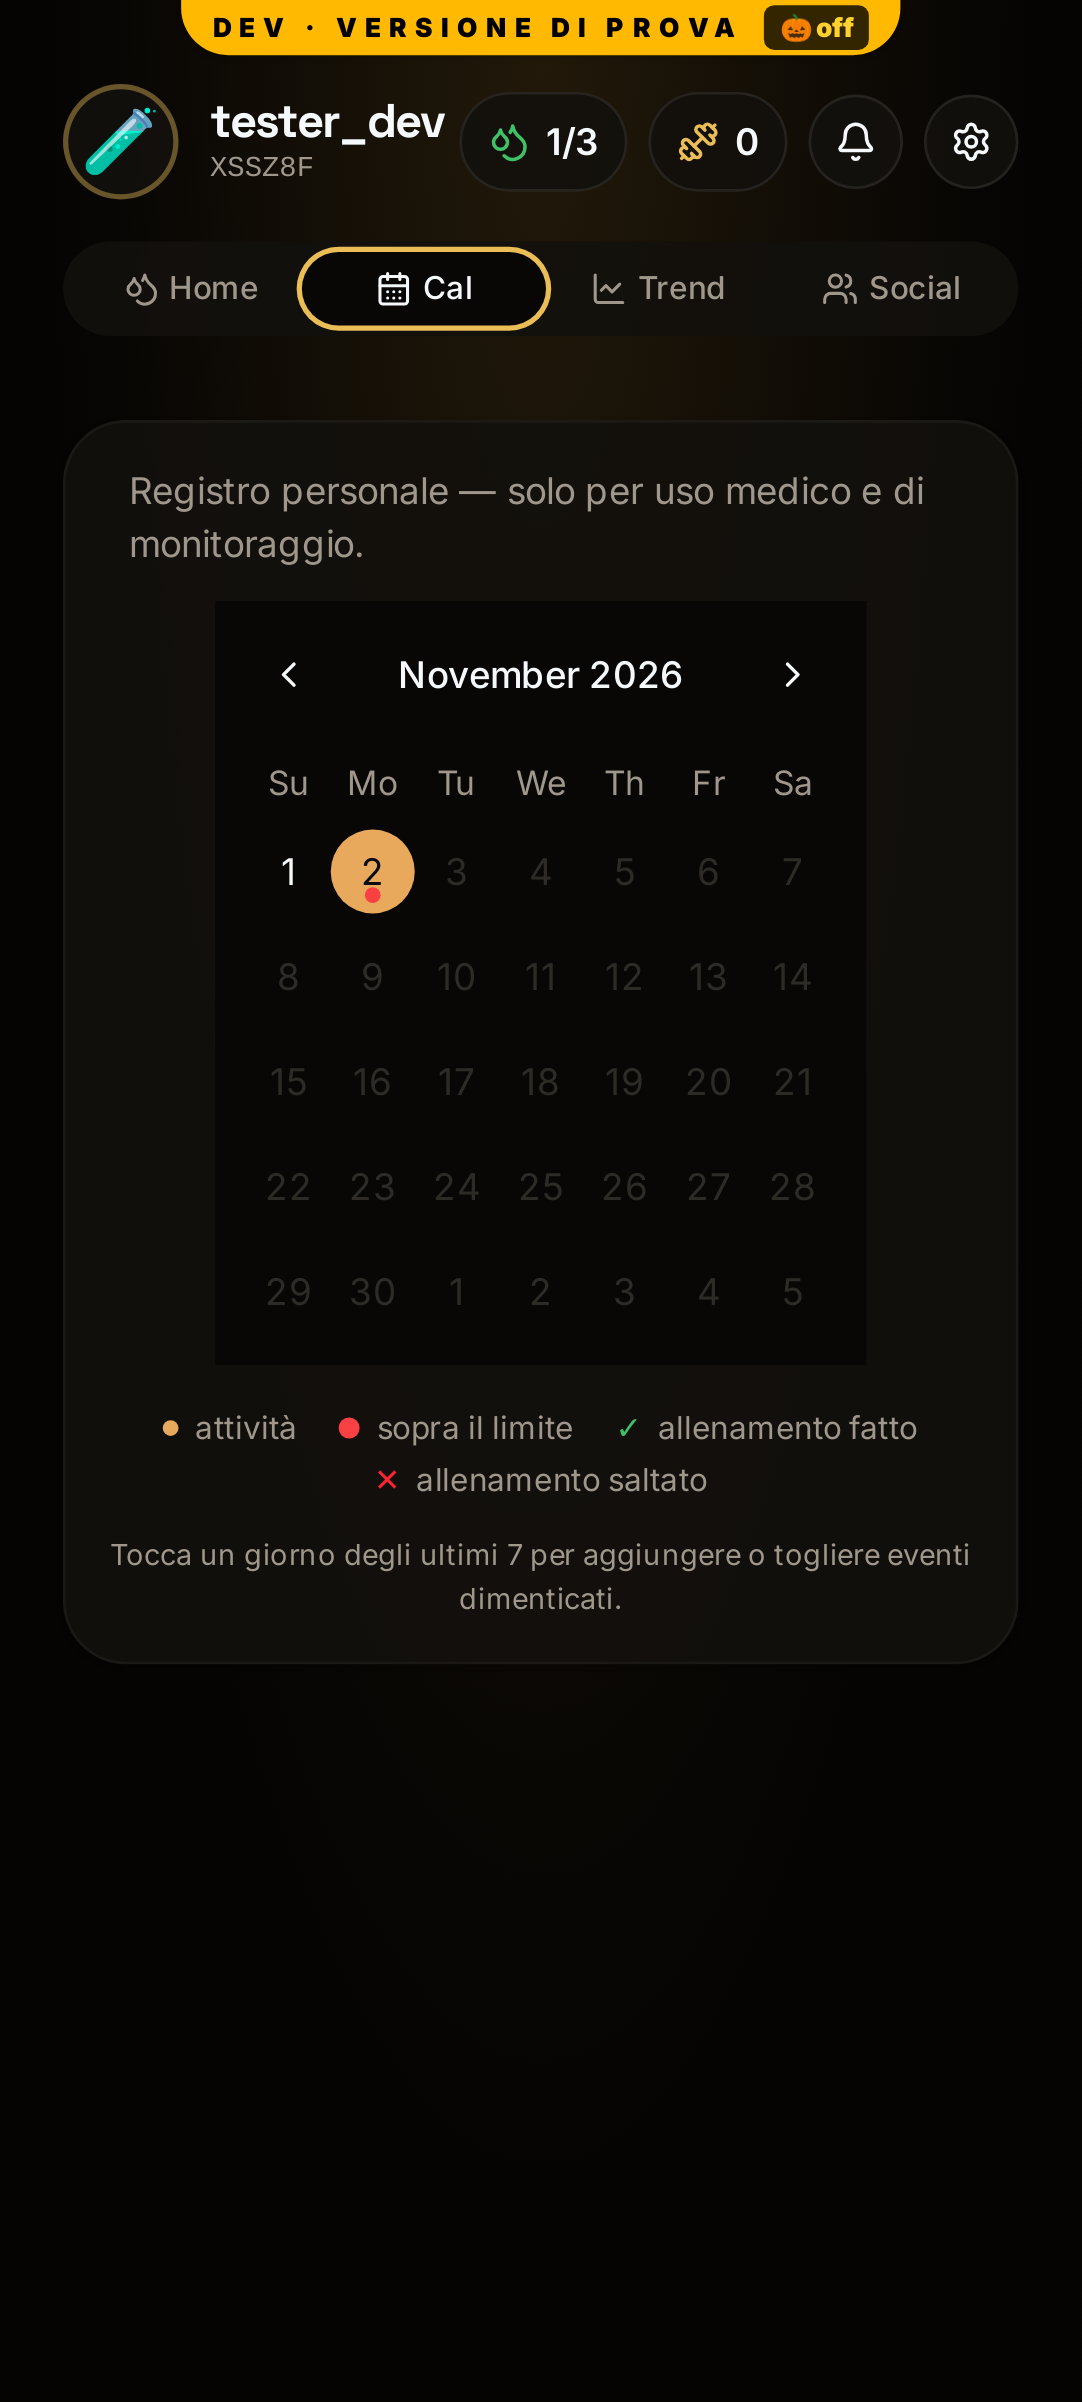 DEV · VERSIONE DI PROVA 🎃 off
tester_dev
XSSZ8F
1/3
0
Home
Cal
Trend
Social
Registro personale — solo per uso medico e di
monitoraggio.
November 2026
Su Mo Tu We Th Fr Sa
1 2 3 4 5 6 7
8 9 10 11 12 13 14
15 16 17 18 19 20 21
22 23 24 25 26 27 28
29 30 1 2 3 4 5
attività sopra il limite ✓ allenamento fatto
✕ allenamento saltato
Tocca un giorno degli ultimi 7 per aggiungere o togliere eventi
dimenticati.